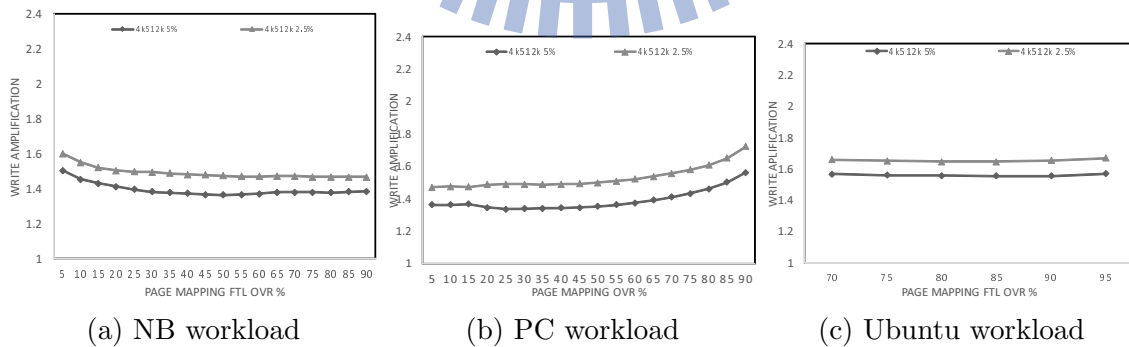 2.4
2.2
2
1.8
1.6
1.4
1.2
1
WRITE AMPLIFICATION
4k512k 5%
4k512k 2.5%
5 10 15 20 25 30 35 40 45 50 55 60 65 70 75 80 85 90
PAGE MAPPING FTL OVR %
(a) NB workload
2.4
2.2
2
1.8
1.6
1.4
1.2
1
WRITE AMPLIFICATION
4k512k 5%
4k512k 2.5%
5 10 15 20 25 30 35 40 45 50 55 60 65 70 75 80 85 90
PAGE MAPPING OVR %
(b) PC workload
2.4
2.2
2
1.8
1.6
1.4
1.2
1
WRITE APLIFICATION
4k512k 5%
4k512k 2.5%
70 75 80 85 90 95
PAGE MAPPING FTL OVR %
(c) Ubuntu workload